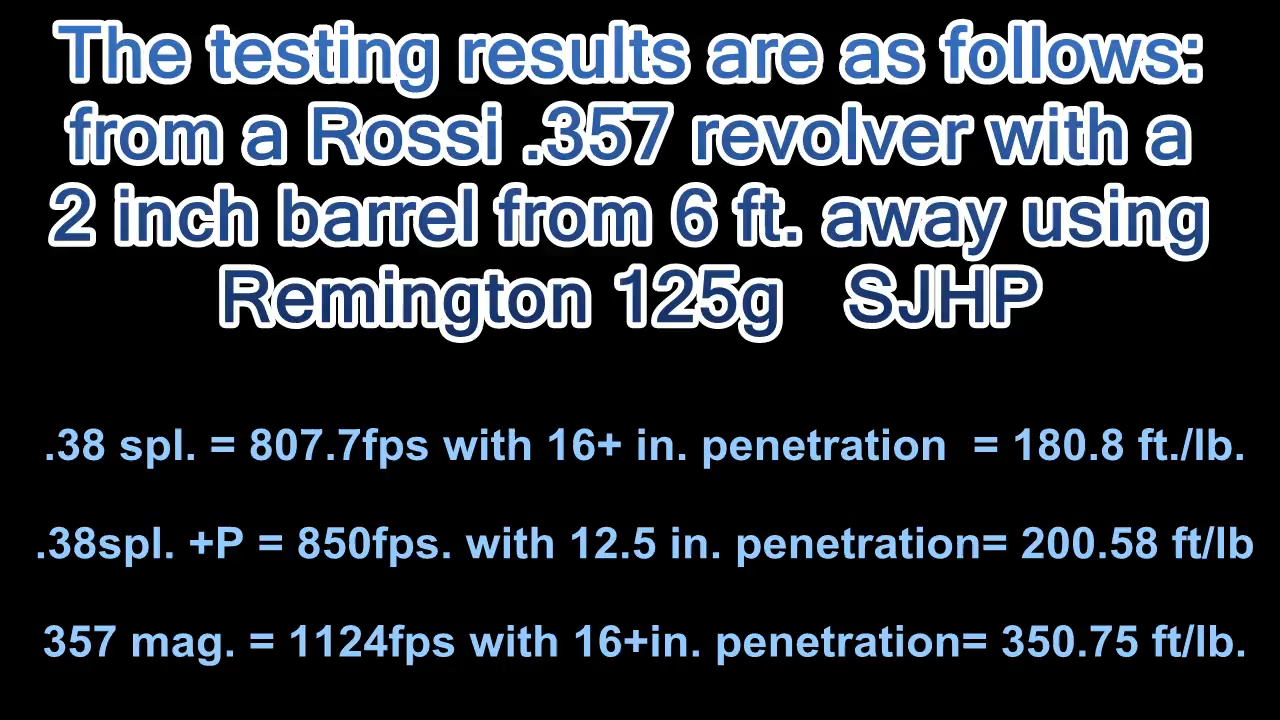 The testing results are as follows:
from a Rossi .357 revolver with a
2 inch barrel from 6 ft. away using
Remington 125g SJHP
.38 spl. = 807.7fps with 16+ in. penetration = 180.8 ft./lb.
.38spl. +P = 850fps. with 12.5 in. penetration= 200.58 ft/lb
357 mag. = 1124fps with 16+in. penetration= 350.75 ft/lb.